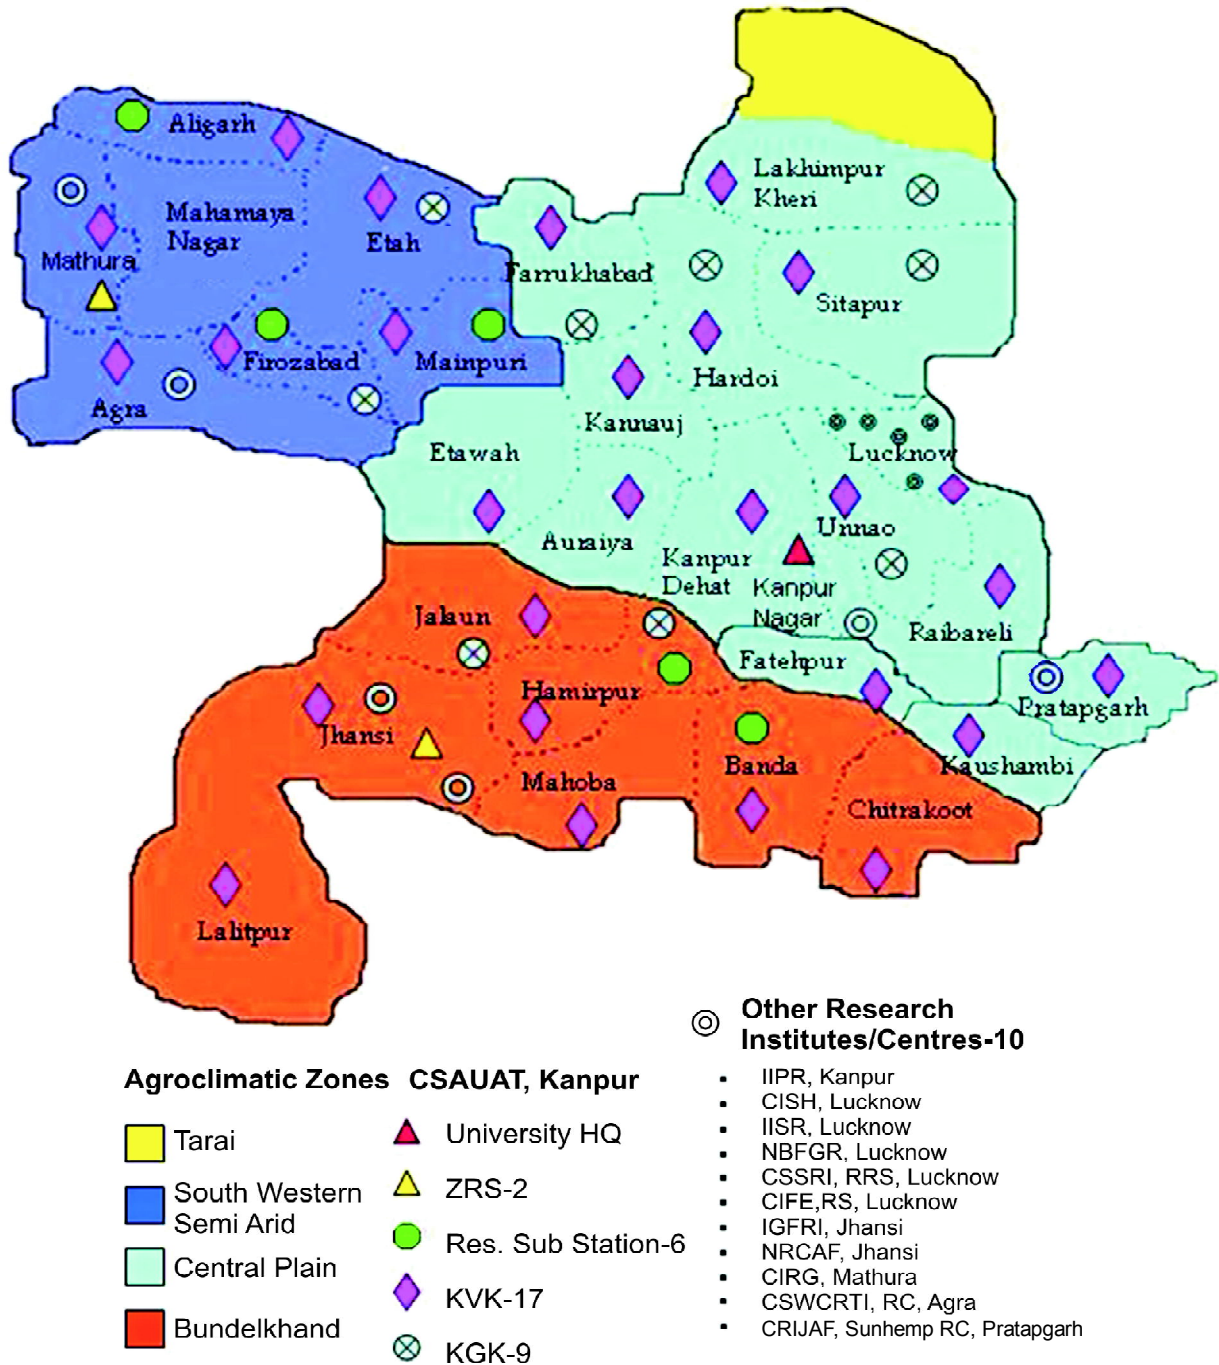 Aligarh
Lakhimpur
Kheri
Mahamaya
Nagar
Etah
Mathura
Farrukhabad
Sitapur
Firozabad
Mainpuri
Hardoi
Agra
Kannauj
Etawah
Lucknow
Unnao
Auraiya
Kanpur
Dehat
Kanpur
Nagar
Jalaun
Raibareli
Fatehpur
Hamirpur
Pratapgarh
Jhansi
Banda
Kaushambi
Mahoba
Chitrakoot
Lalitpur
Agroclimatic Zones
Tarai
South Western
Semi Arid
Central Plain
Bundelkhand
CSAUAT, Kanpur
University HQ
ZRS-2
Res. Sub Station-6
KVK-17
KGK-9
Other Research
Institutes/Centres-10
▪ IIPR, Kanpur
▪ CISH, Lucknow
▪ IISR, Lucknow
▪ NBFGR, Lucknow
▪ CSSRI, RRS, Lucknow
▪ CIFE,RS, Lucknow
▪ IGFRI, Jhansi
▪ NRCAF, Jhansi
▪ CIRG, Mathura
▪ CSWCRTI, RC, Agra
▪ CRIJAF, Sunhemp RC, Pratapgarh